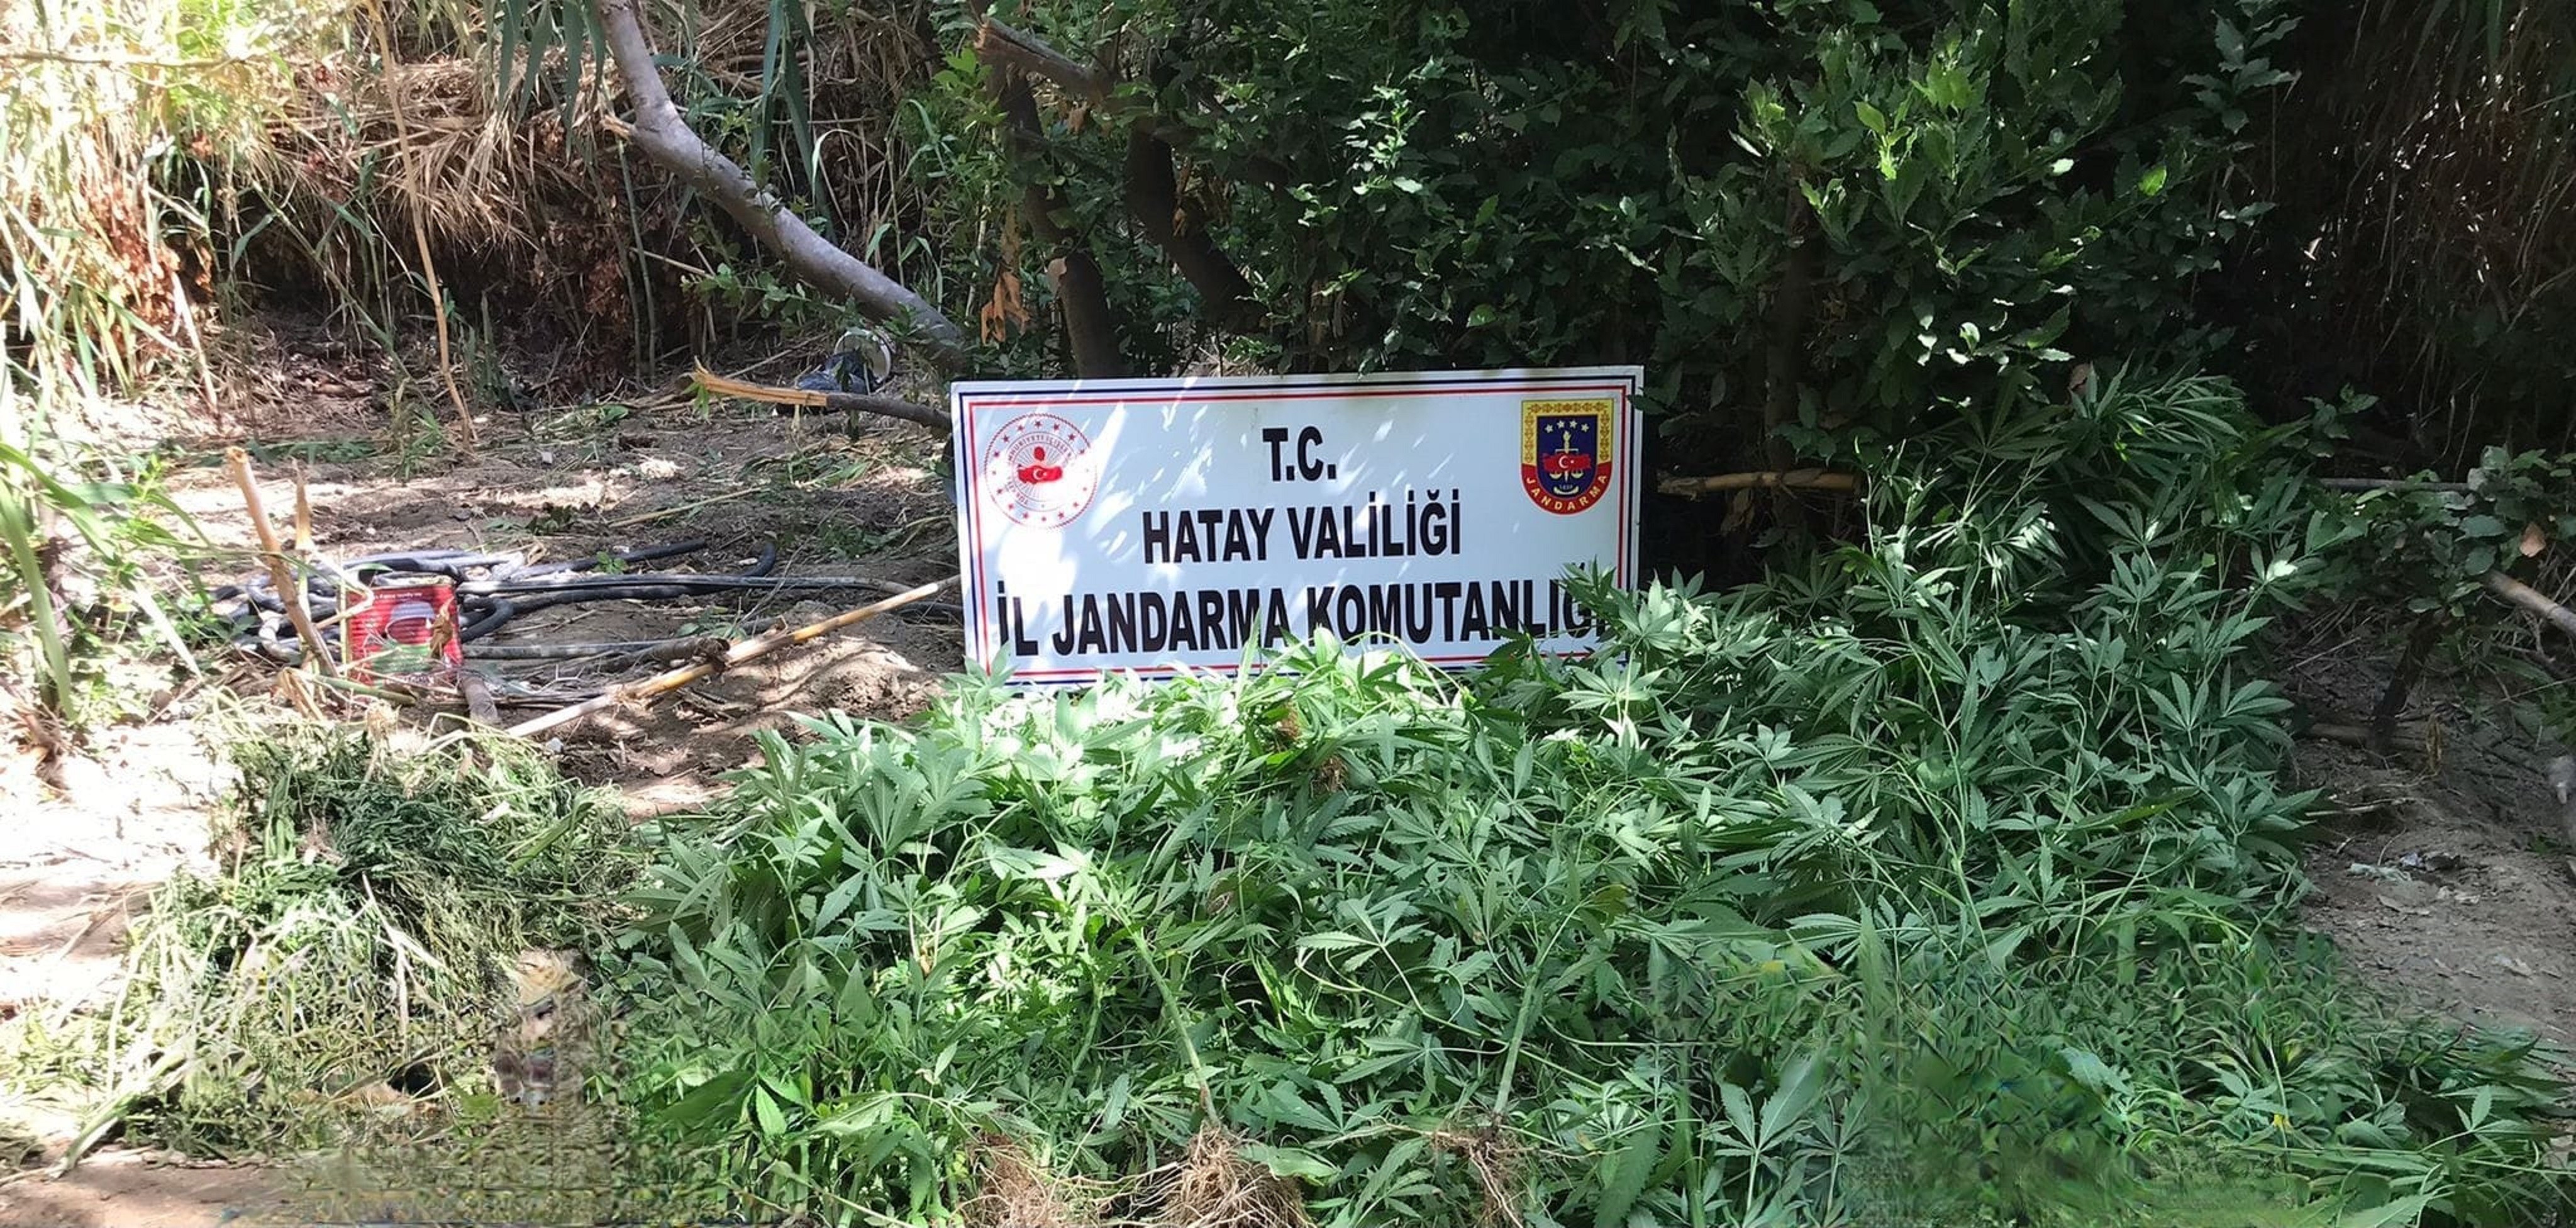 T.C.
HATAY VALİLİĞİ
İL JANDARMA KOMUTANLIĞI
JANDARMA